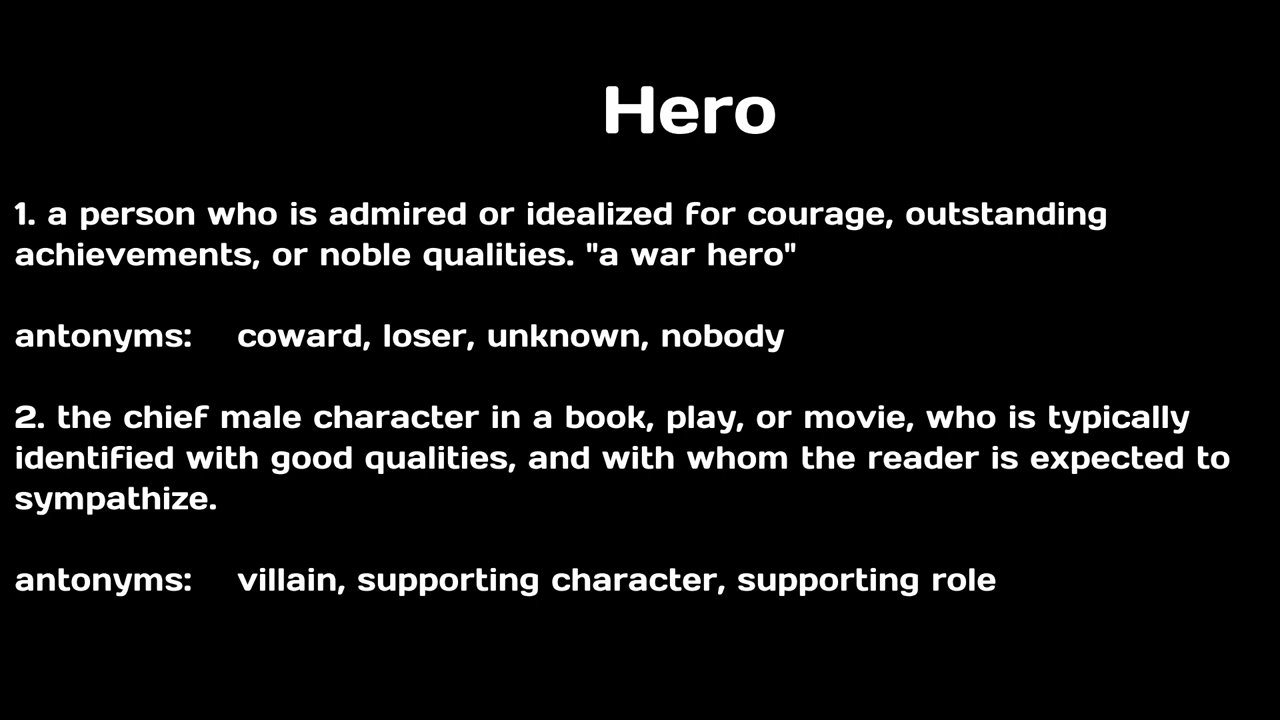 Hero
1. a person who is admired or idealized for courage, outstanding
achievements, or noble qualities. "a war hero"
antonyms: coward, loser, unknown, nobody
2. the chief male character in a book, play, or movie, who is typically
identified with good qualities, and with whom the reader is expected to
sympathize.
antonyms: villain, supporting character, supporting role